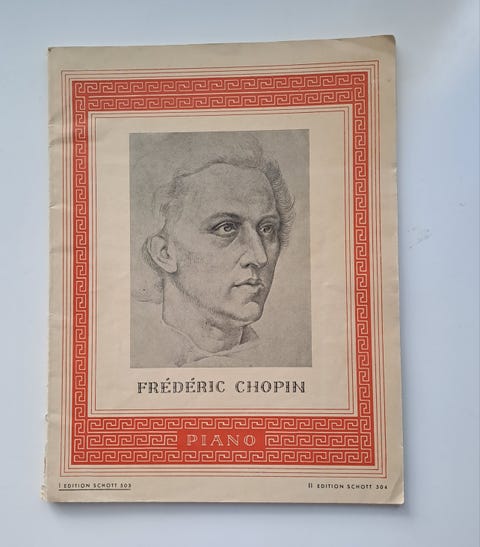 FRÉDÉRIC CHOPIN
PIANO
I EDITION SCHOTT 503
II EDITION SCHOTT 504